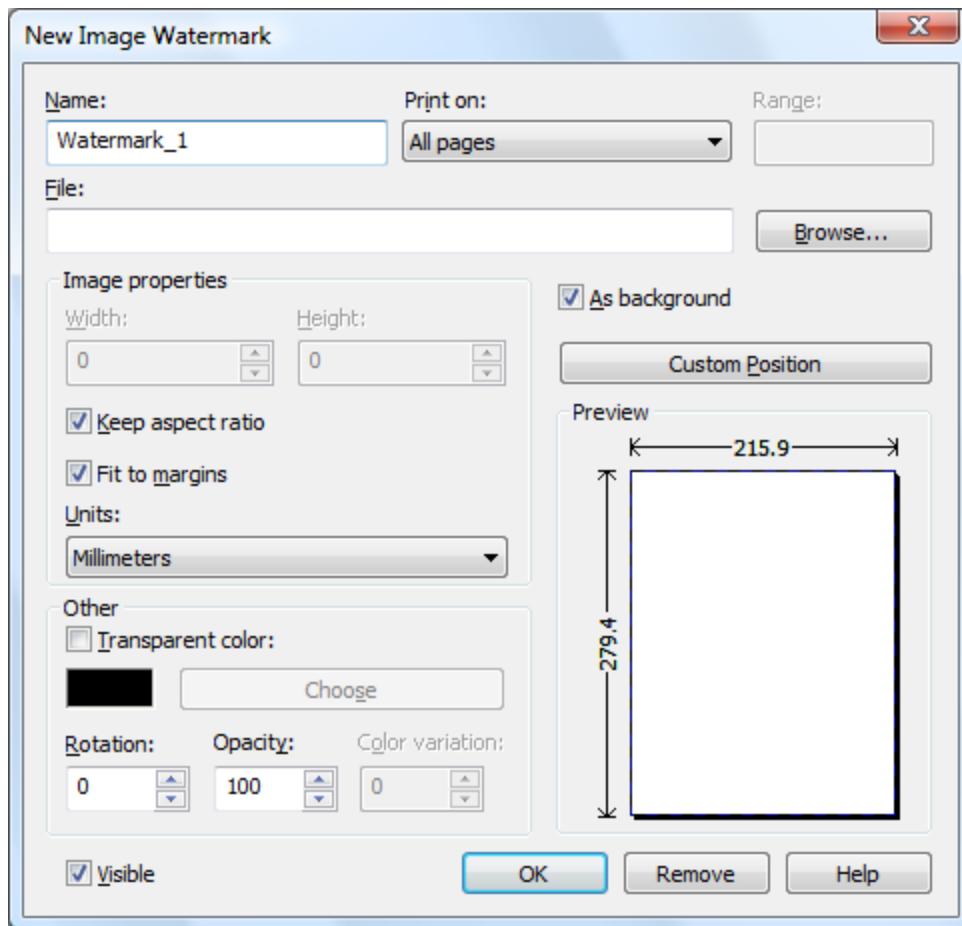 New Image Watermark
Name: Print on: Range:
Watermark_1 All pages
File:
Browse...
Image properties
As background
Width: Height:
0 0
Custom Position
Keep aspect ratio
Preview
215.9
Fit to margins
Units:
Millimeters
279.4
Other
Transparent color:
Choose
Rotation: Opacity: Color variation:
0 100 0
Visible OK Remove Help